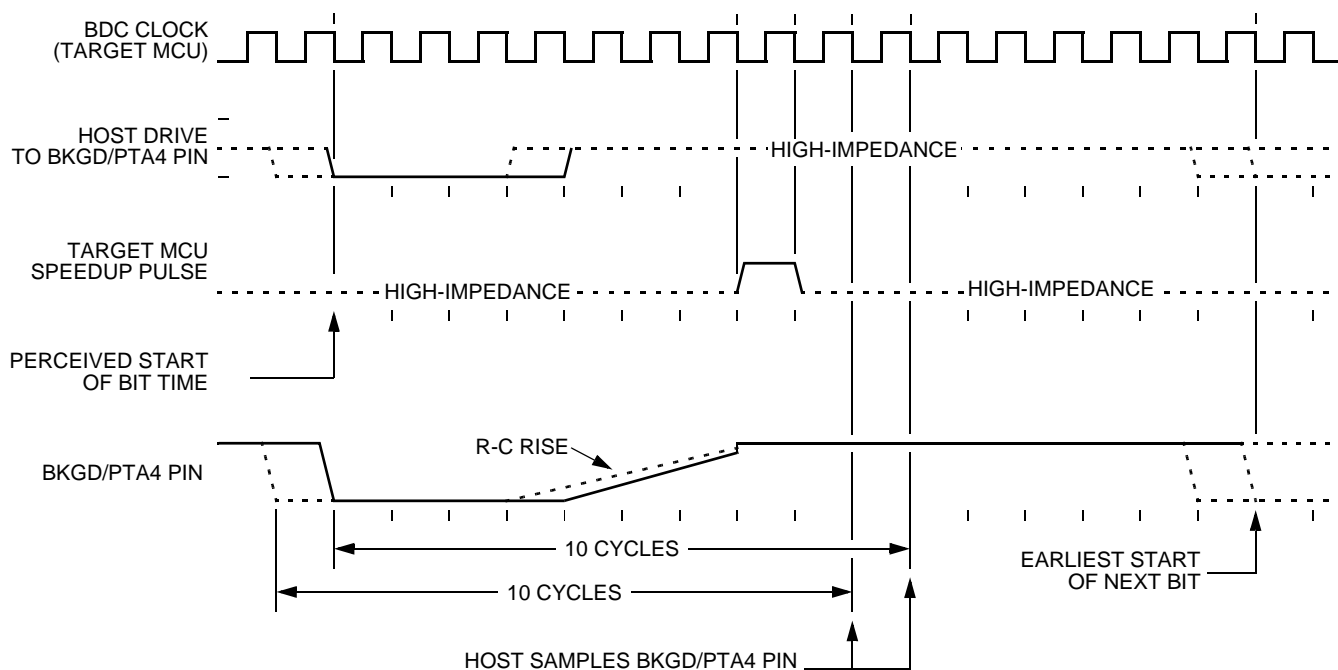 BDC CLOCK
(TARGET MCU)
HOST DRIVE
TO BKGD/PTA4 PIN
HIGH-IMPEDANCE
TARGET MCU
SPEEDUP PULSE
HIGH-IMPEDANCE
HIGH-IMPEDANCE
PERCEIVED START
OF BIT TIME
R-C RISE
BKGD/PTA4 PIN
10 CYCLES
EARLIEST START
OF NEXT BIT
10 CYCLES
HOST SAMPLES BKGD/PTA4 PIN